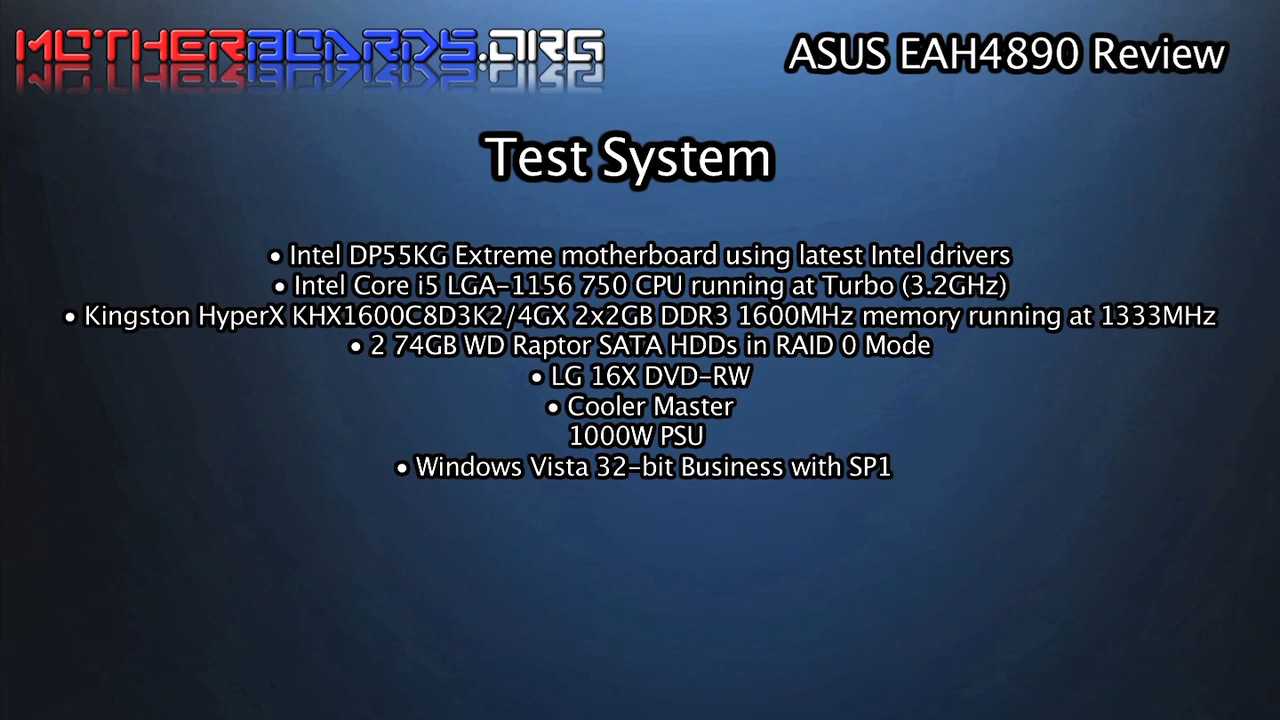 MOTHERBOARDS.ORG
ASUS EAH4890 Review
Test System
• Intel DP55KG Extreme motherboard using latest Intel drivers
• Intel Core i5 LGA-1156 750 CPU running at Turbo (3.2GHz)
• Kingston HyperX KHX1600C8D3K2/4GX 2x2GB DDR3 1600MHz memory running at 1333MHz
• 2 74GB WD Raptor SATA HDDs in RAID 0 Mode
• LG 16X DVD-RW
• Cooler Master
1000W PSU
• Windows Vista 32-bit Business with SP1